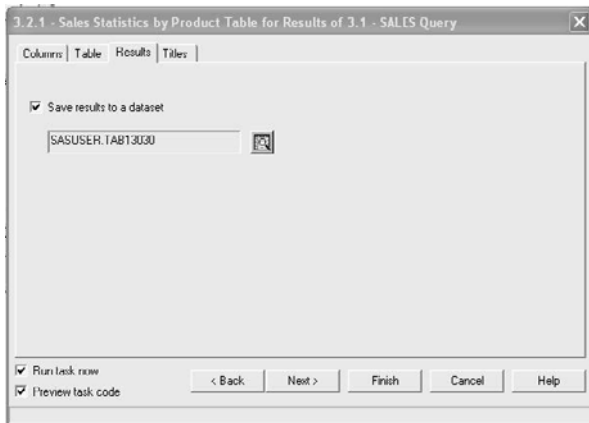 3.2.1 - Sales Statistics by Product Table for Results of 3.1 - SALES Query
Columns Table Results Titles
Save results to a dataset
SASUSER.TAB13030
Run task now
Preview task code
< Back Next > Finish Cancel Help